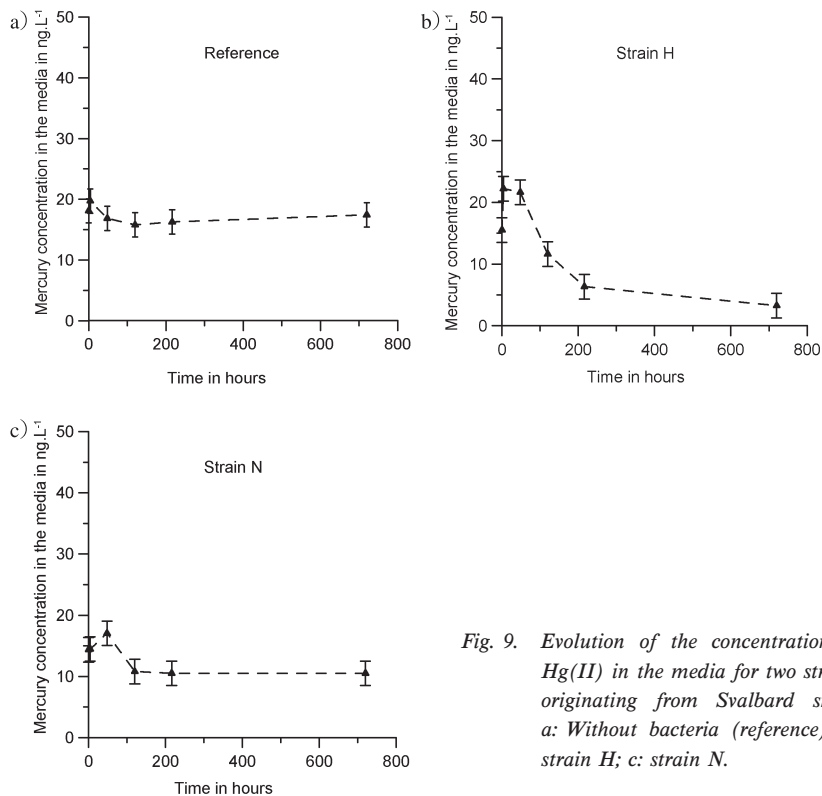 a)
Mercury concentration in the media in ng.L-1
50
40
30
20
10
0
Reference
0 200 400 600 800
Time in hours
b)
Mercury concentration in the media in ng.L-1
50
40
30
20
10
0
Strain H
0 200 400 600 800
Time in hours
c)
Mercury concentration in the media in ng.L-1
50
40
30
20
10
0
Strain N
0 200 400 600 800
Time in hours
Fig. 9. Evolution of the concentration
Hg(II) in the media for two str
originating from Svalbard
a: Without bacteria (reference)
strain H; c: strain N.